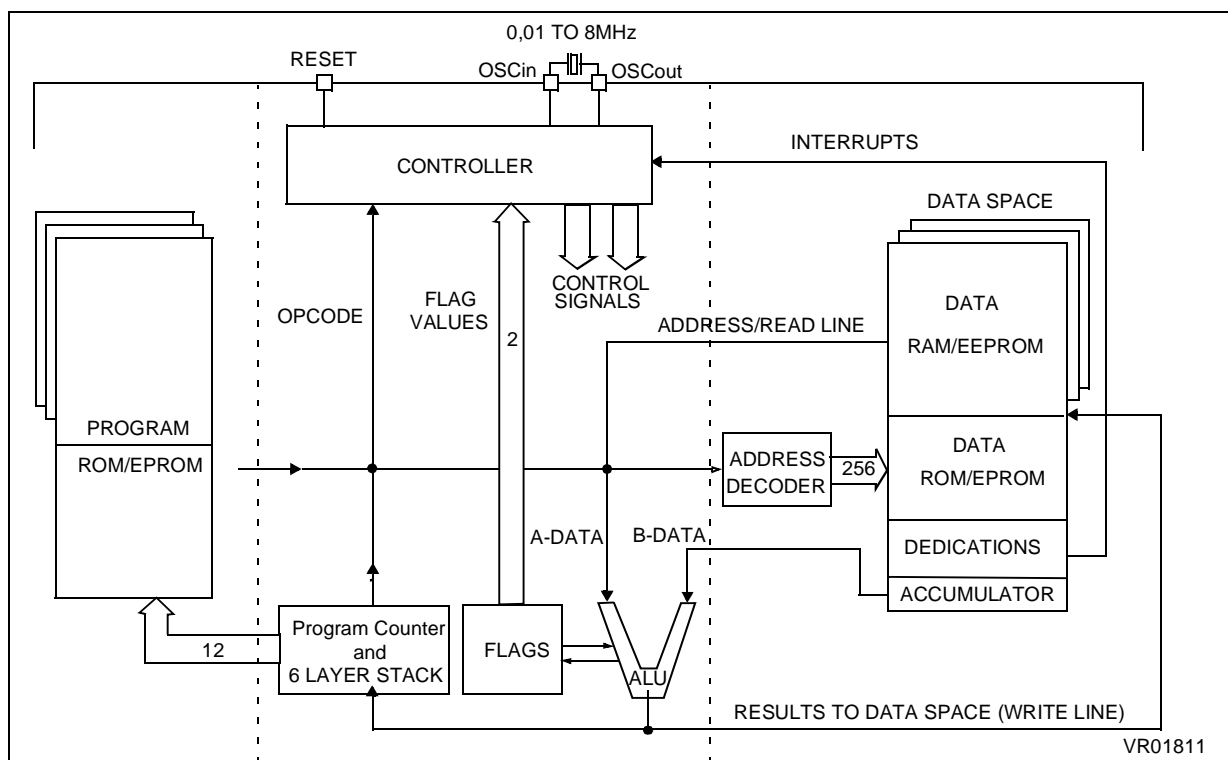 0,01 TO 8MHz
RESET
OSCin
OSCout
INTERRUPTS
CONTROLLER
DATA SPACE
CONTROL
SIGNALS
FLAG
VALUES
OPCODE
2
ADDRESS/READ LINE
DATA
RAM/EEPROM
PROGRAM
ROM/EPROM
ADDRESS
DECODER
256
DATA
ROM/EPROM
A-DATA
B-DATA
DEDICATIONS
ACCUMULATOR
12
Program Counter
and
6 LAYER STACK
FLAGS
ALU
RESULTS TO DATA SPACE (WRITE LINE)
VR01811